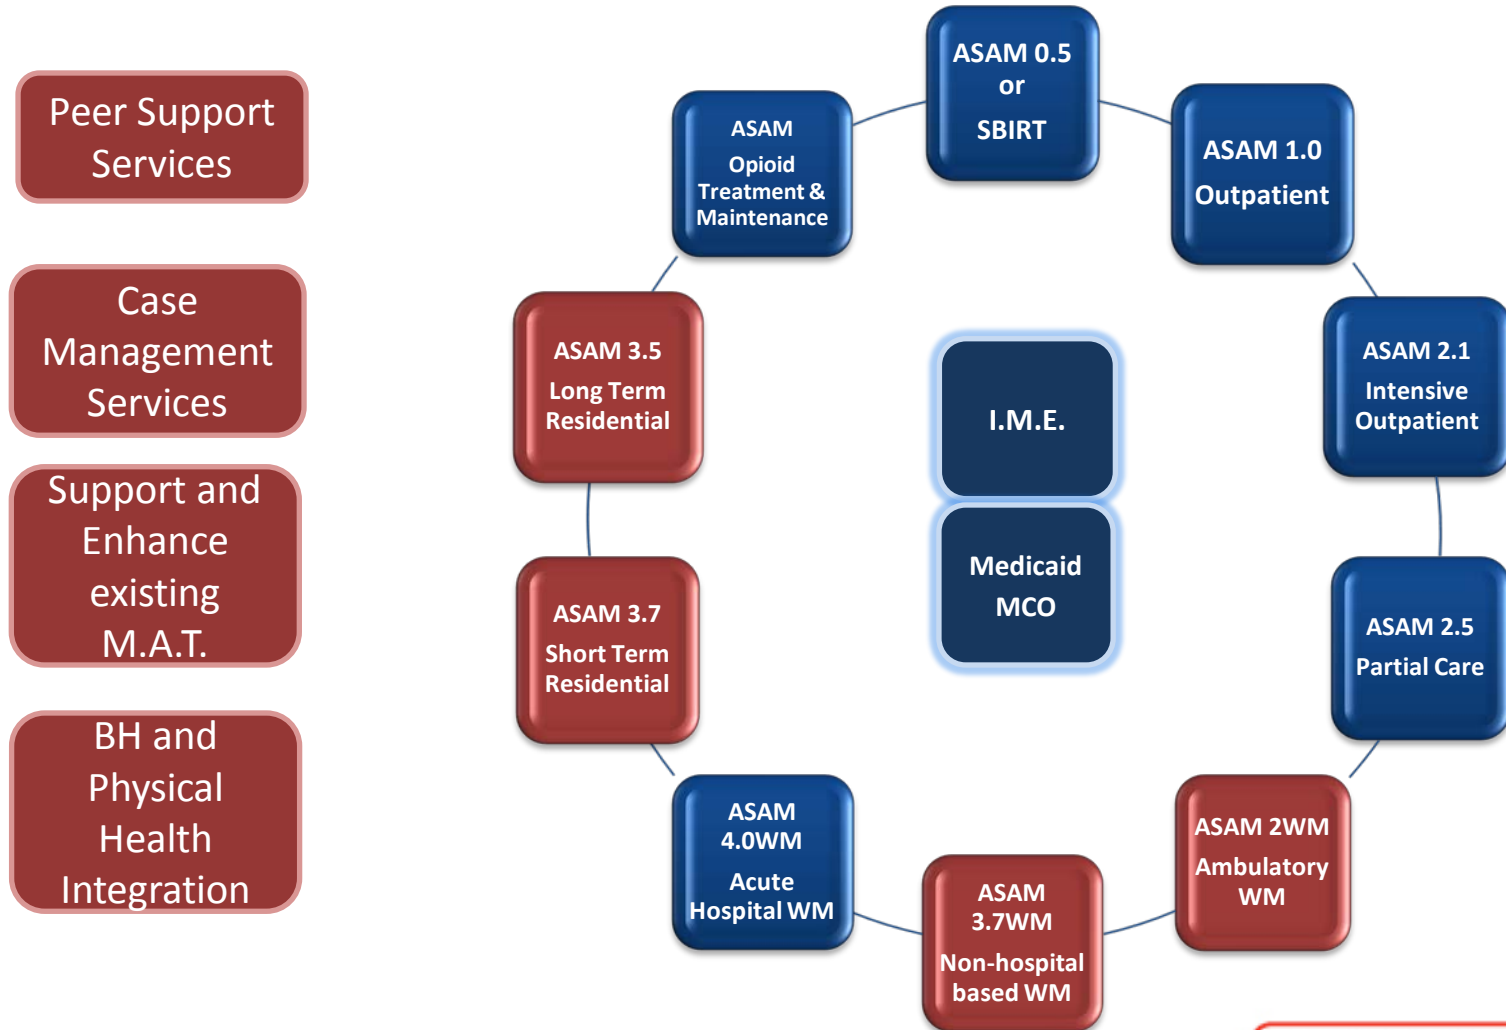 Peer Support
Services
Case
Management
Services
Support and
Enhance
existing
M.A.T.
BH and
Physical
Health
Integration
ASAM 0.5
or
SBIRT
ASAM 1.0
Outpatient
ASAM 2.1
Intensive
Outpatient
ASAM 2.5
Partial Care
ASAM 2WM
Ambulatory
WM
ASAM
3.7WM
Non-hospital
based WM
ASAM
4.0WM
Acute
Hospital WM
ASAM 3.7
Short Term
Residential
ASAM 3.5
Long Term
Residential
ASAM
Opioid
Treatment &
Maintenance
I.M.E.
Medicaid
MCO